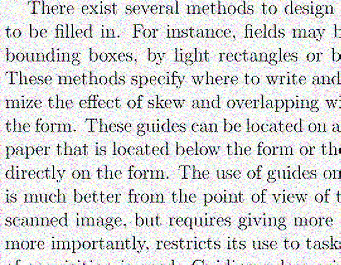 There exist several methods to design
to be filled in. For instance, fields may
bounding boxes, by light rectangles or
These methods specify where to write and
mize the effect of skew and overlapping
the form. These guides can be located on a
paper that is located below the form or
directly on the form. The use of guides on
is much better from the point of view of
scanned image, but requires giving more
more importantly, restricts its use to